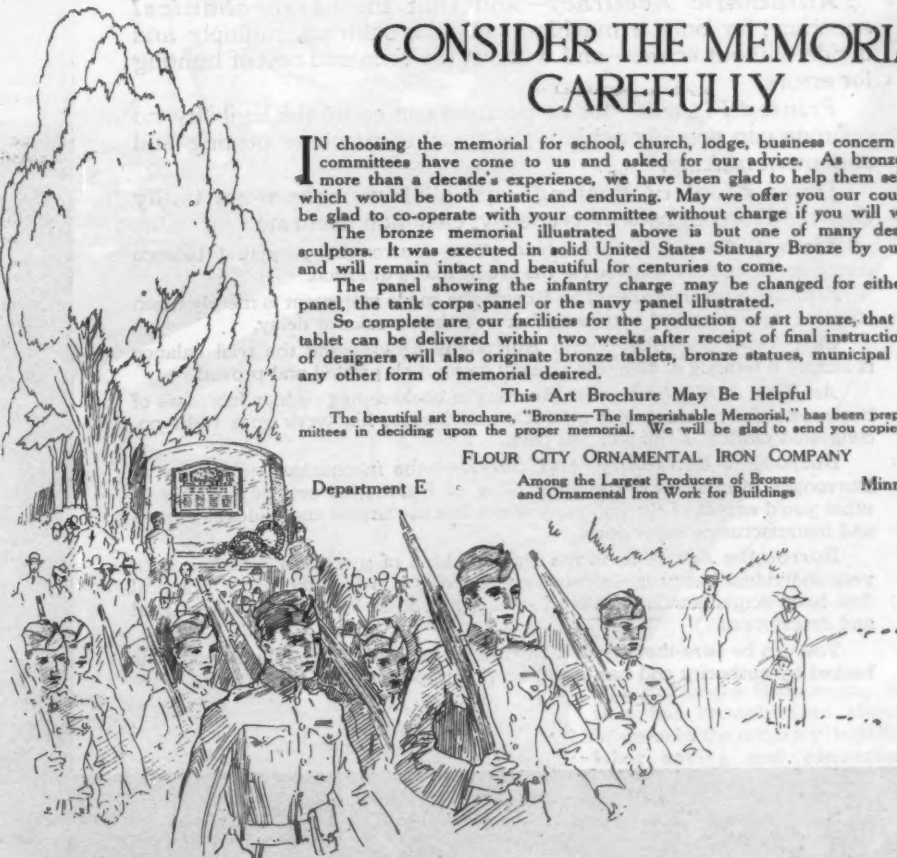 CONSIDER THE MEMORI
CAREFULLY
IN choosing the memorial for school, church, lodge, business concern
committees have come to us and asked for our advice. As bronze
more than a decade's experience, we have been glad to help them se
which would be both artistic and enduring. May we offer you our cou
be glad to co-operate with your committee without charge if you will w
The bronze memorial illustrated above is but one of many des
sculptors. It was executed in solid United States Statuary Bronze by ou
and will remain intact and beautiful for centuries to come.
The panel showing the infantry charge may be changed for eithe
panel, the tank corps panel or the navy panel illustrated.
So complete are our facilities for the production of art bronze, that
tablet can be delivered within two weeks after receipt of final instructio
of designers will also originate bronze tablets, bronze statues, municipal
any other form of memorial desired.
This Art Brochure May Be Helpful
The beautiful art brochure, "Bronze—The Imperishable Memorial," has been prep
mittees in deciding upon the proper memorial. We will be glad to send you copie
FLOUR CITY ORNAMENTAL IRON COMPANY
Department E
Among the Largest Producers of Bronze
and Ornamental Iron Work for Buildings
Minn